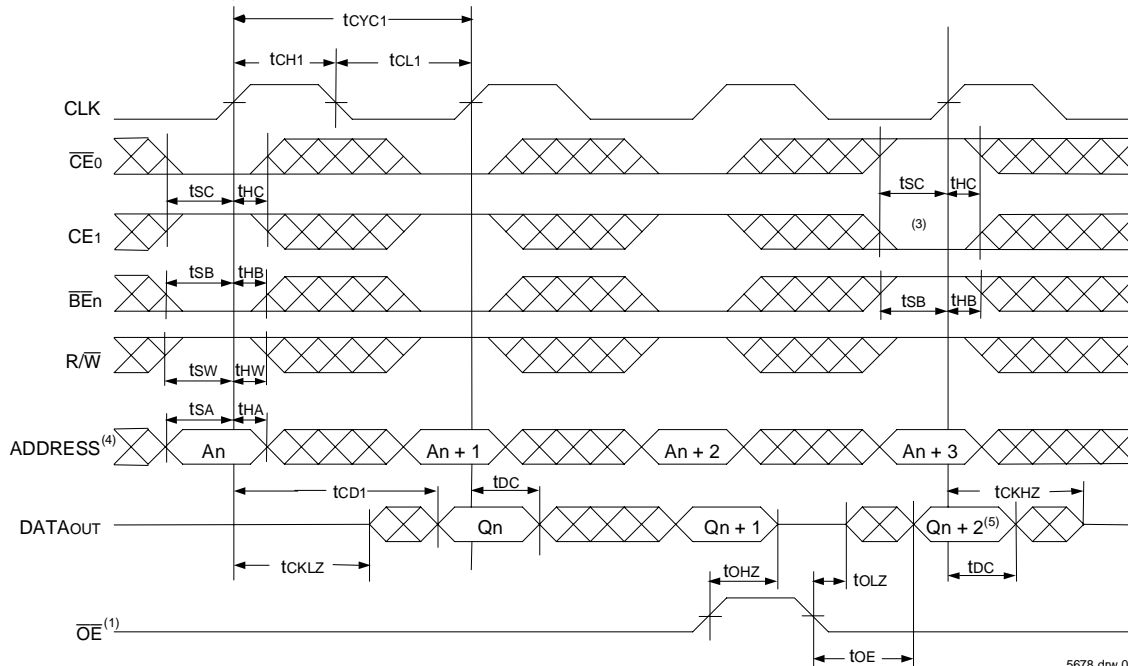 tCYC1
tCH1 tCL1
CLK
CE0
tSC tHC tSC tHC
CE1 (3)
tSB tHB
BEn tSB tHB
R/W
tSW tHW
tSA tHA
ADDRESS(4) An An + 1 An + 2 An + 3
tCD1 tDC tCKHZ
DATAOUT Qn Qn + 1 Qn + 2(5)
tCKLZ tOHZ tOLZ tDC
OE(1)
tOE